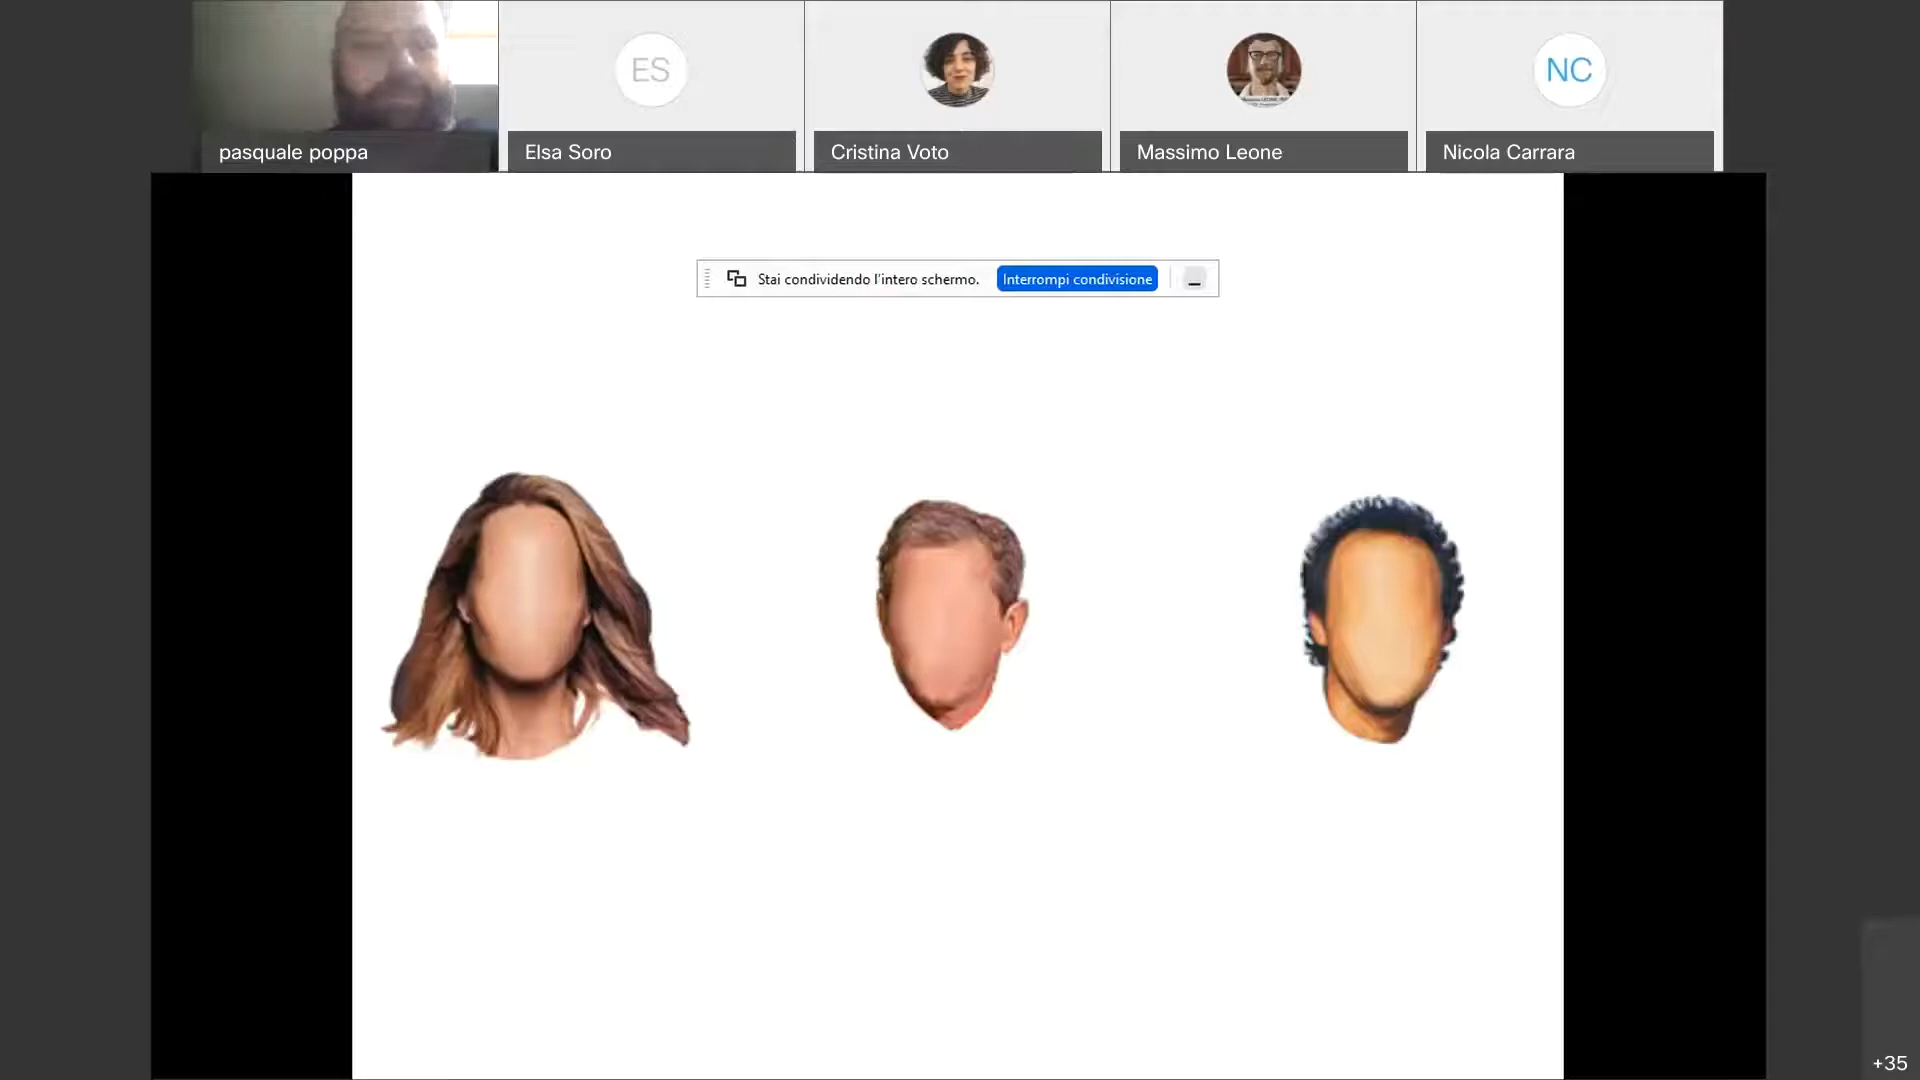 ES
NC
pasquale poppa
Elsa Soro
Cristina Voto
Massimo Leone
Nicola Carrara
Stai condividendo l'intero schermo. Interrompi condivisione
+35